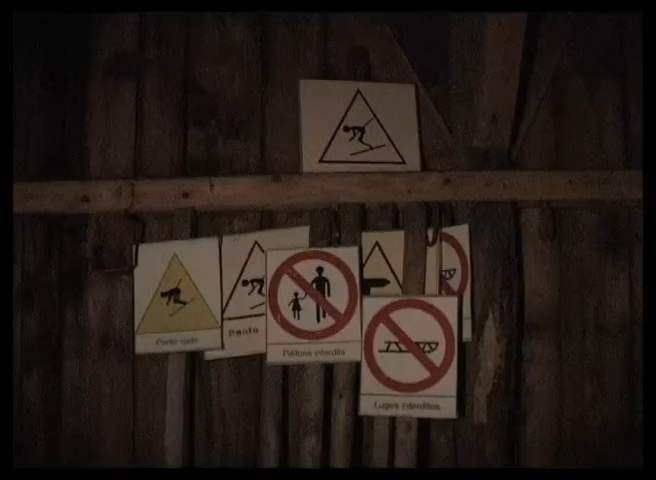 Pente raide
Pente
Piétons interdits
Luges interdites